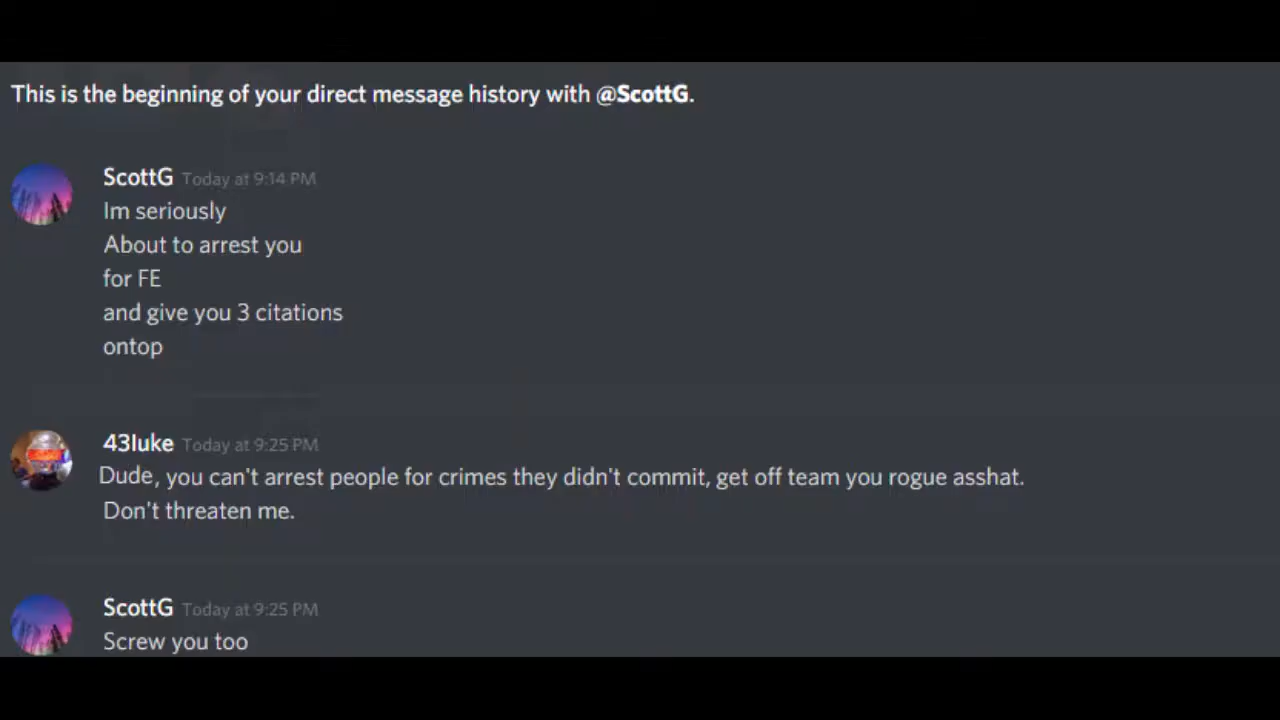 This is the beginning of your direct message history with @ScottG.
ScottG Today at 9:14 PM
Im seriously
About to arrest you
for FE
and give you 3 citations
ontop
43luke Today at 9:25 PM
Dude, you can't arrest people for crimes they didn't commit, get off team you rogue asshat.
Don't threaten me.
ScottG Today at 9:25 PM
Screw you too